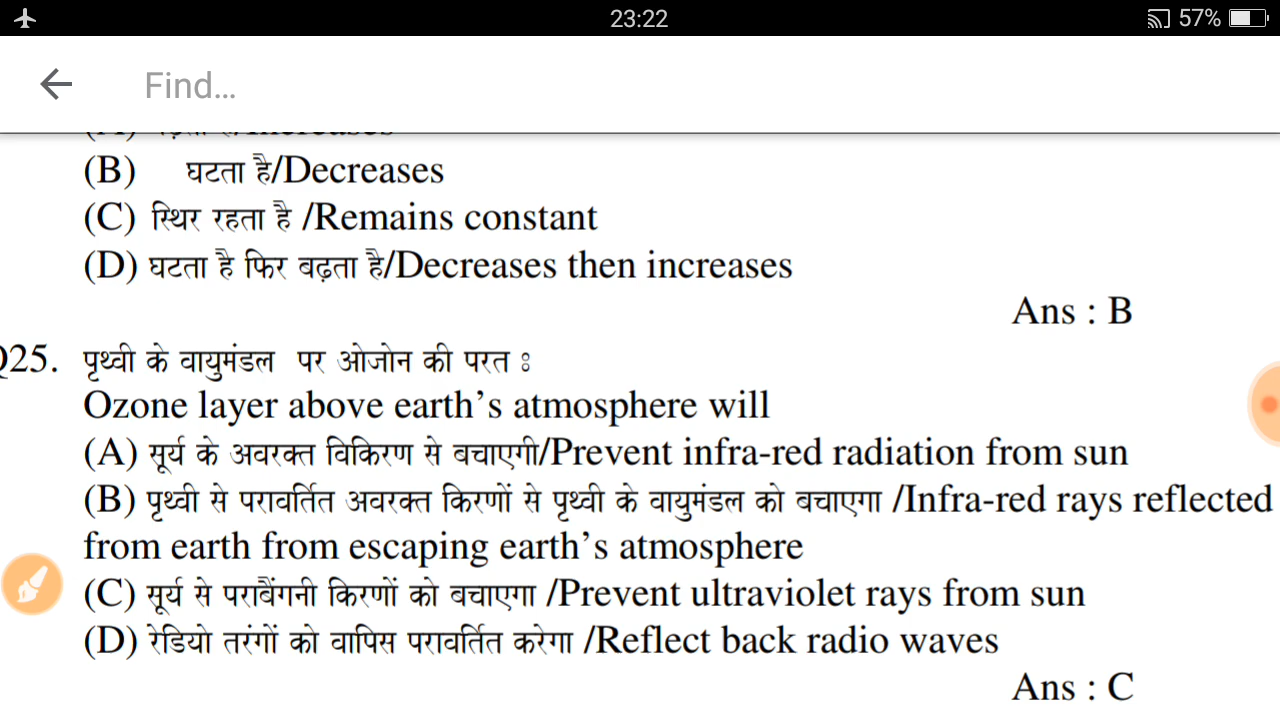 23:22
57%
Find...
(B) घटता है/Decreases
(C) स्थिर रहता है /Remains constant
(D) घटता है फिर बढ़ता है/Decreases then increases
Ans : B
Q25. पृथ्वी के वायुमंडल पर ओजोन की परत ः
Ozone layer above earth's atmosphere will
(A) सूर्य के अवरक्त विकिरण से बचाएगी/Prevent infra-red radiation from sun
(B) पृथ्वी से परावर्तित अवरक्त किरणों से पृथ्वी के वायुमंडल को बचाएगा /Infra-red rays reflected
from earth from escaping earth's atmosphere
(C) सूर्य से पराबैंगनी किरणों को बचाएगा /Prevent ultraviolet rays from sun
(D) रेडियो तरंगों को वापिस परावर्तित करेगा /Reflect back radio waves
Ans : C